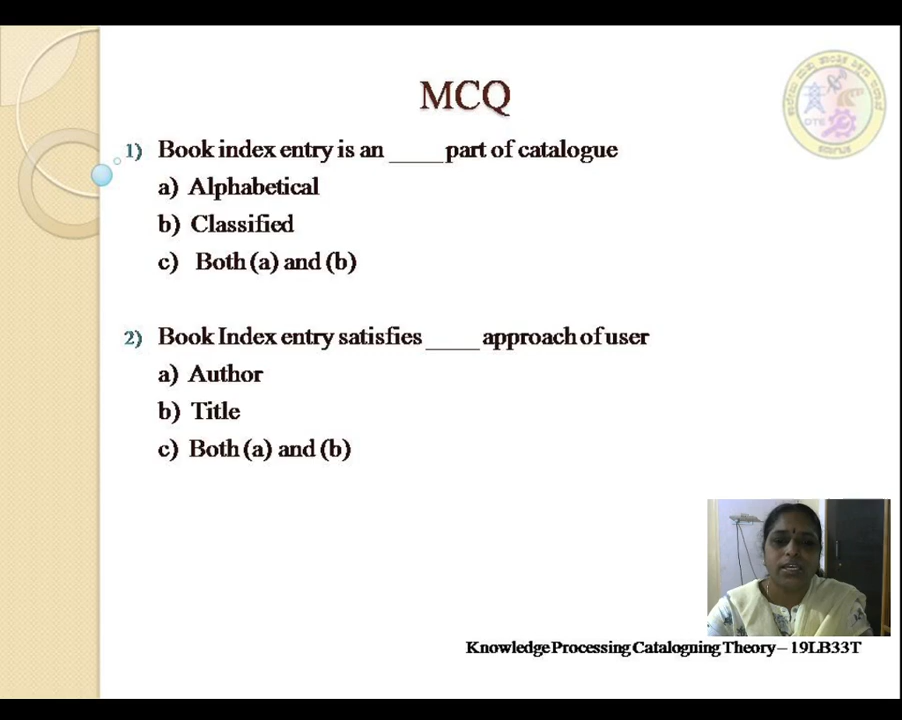 MCQ
1) Book index entry is an _____ part of catalogue
a) Alphabetical
b) Classified
c) Both (a) and (b)
2) Book Index entry satisfies _____ approach of user
a) Author
b) Title
c) Both (a) and (b)
DTE
Knowledge Processing Cataloguing Theory – 19LB33T